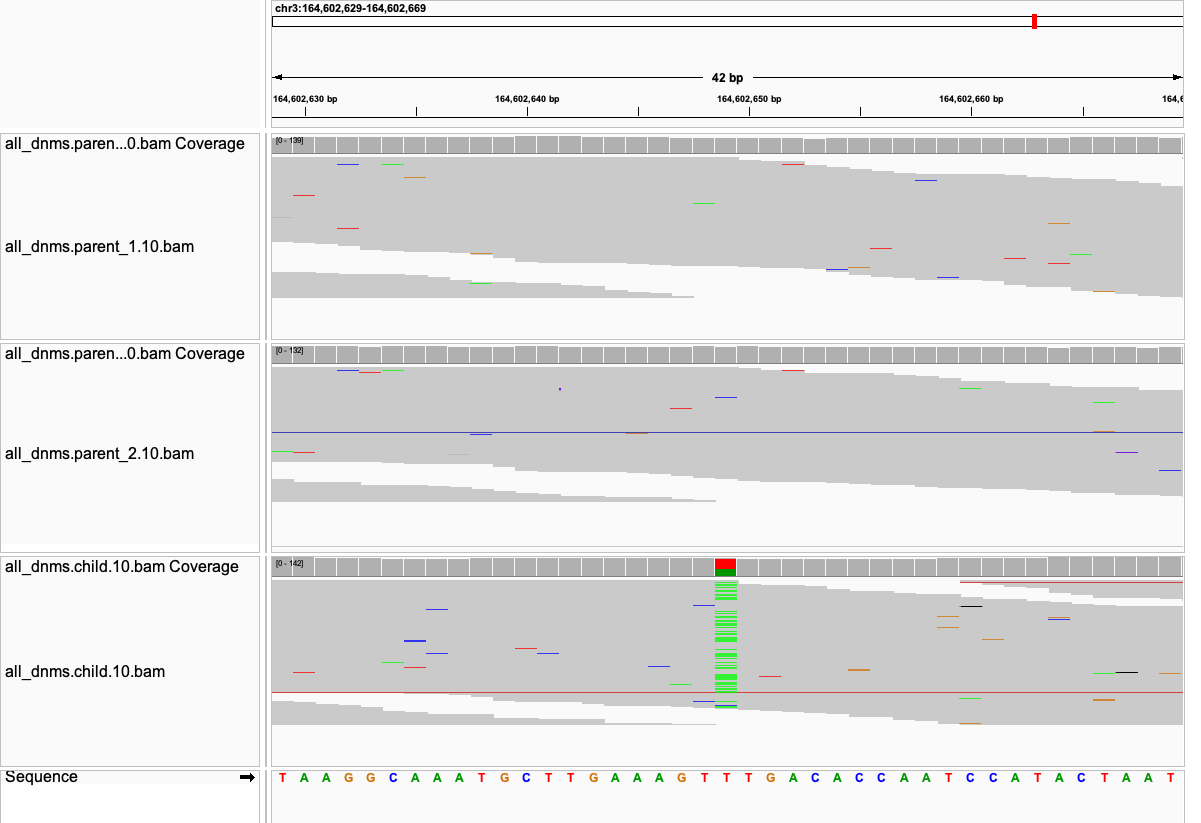 chr3:164,602,629-164,602,669
42 bp
164,602,630 bp 164,602,640 bp 164,602,650 bp 164,602,660 bp 164,6
all_dnms.paren...0.bam Coverage
[0 - 139]
all_dnms.parent_1.10.bam
all_dnms.paren...0.bam Coverage
[0 - 132]
all_dnms.parent_2.10.bam
all_dnms.child.10.bam Coverage
[0 - 142]
all_dnms.child.10.bam
Sequence
T A A G G C A A A T G C T T G A A A G T T T G A C A C C A A T C C A T A C T A A T